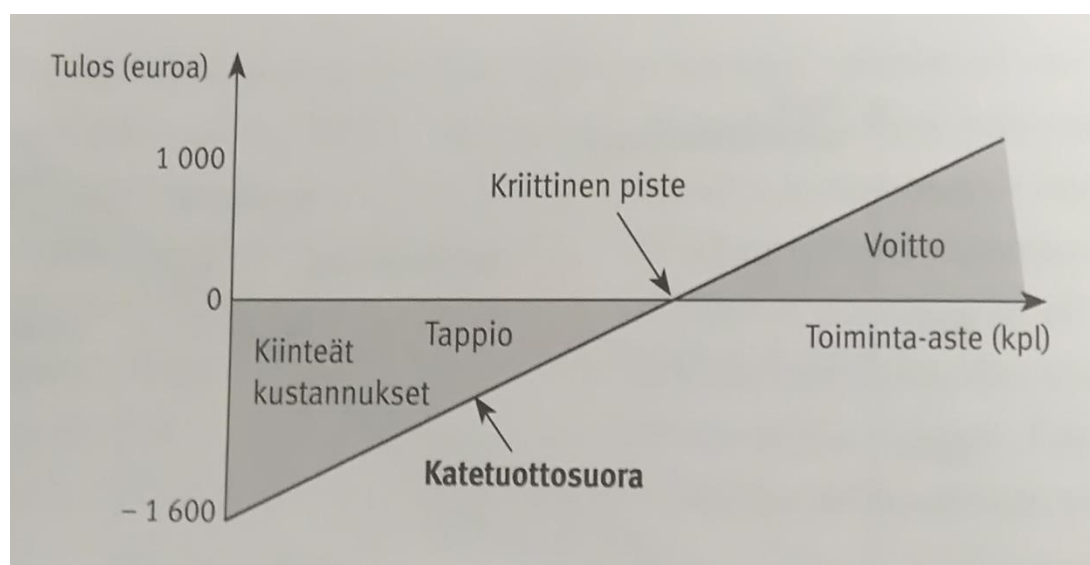 Tulos (euroa)
1 000
Kriittinen piste
Voitto
0
Tappio
Toiminta-aste (kpl)
Kiinteät
kustannukset
Katetuottosuora
– 1 600